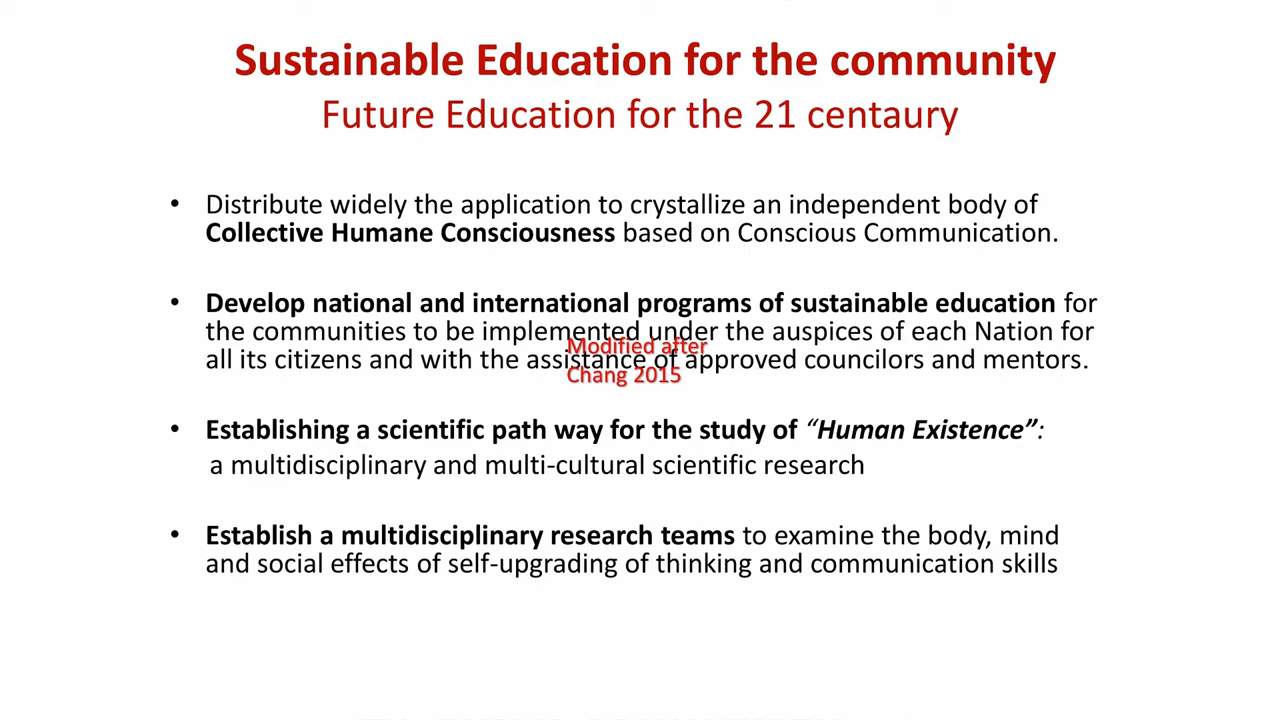 Sustainable Education for the community
Future Education for the 21 centaury
• Distribute widely the application to crystallize an independent body of
Collective Humane Consciousness based on Conscious Communication.
• Develop national and international programs of sustainable education for
the communities to be implemented under the auspices of each Nation for
all its citizens and with the assistance of approved councilors and mentors.
Modified after
Chang 2015
• Establishing a scientific path way for the study of “Human Existence”:
a multidisciplinary and multi-cultural scientific research
• Establish a multidisciplinary research teams to examine the body, mind
and social effects of self-upgrading of thinking and communication skills